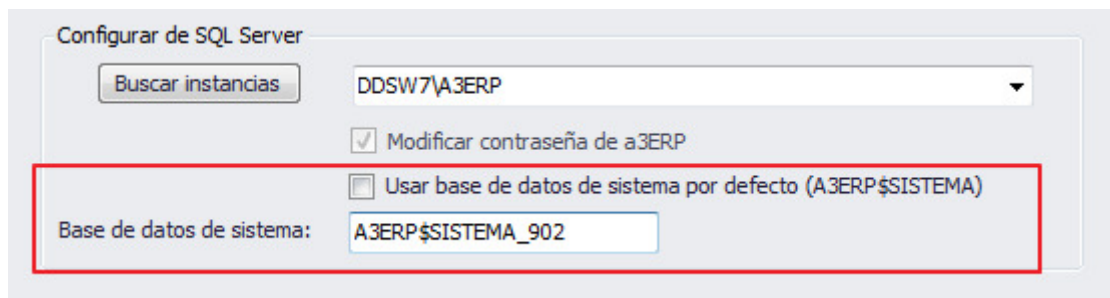 Configurar de SQL Server
Buscar instancias DDSW7\A3ERP
Modificar contraseña de a3ERP
Usar base de datos de sistema por defecto (A3ERP$SISTEMA)
Base de datos de sistema: A3ERP$SISTEMA_902